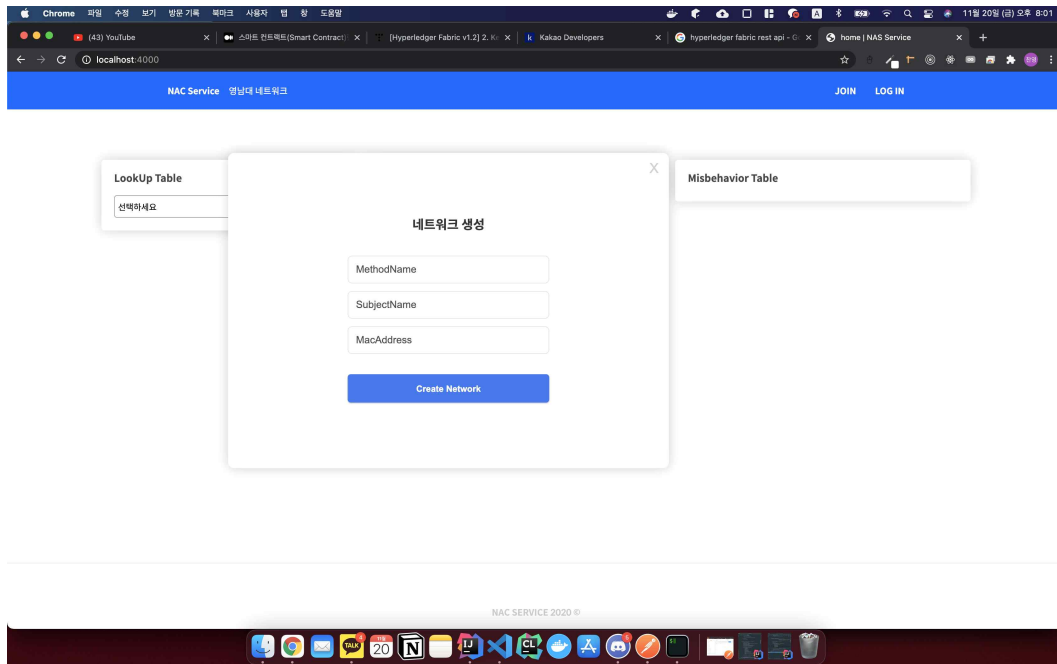 Chrome 파일 수정 보기 방문 기록 북마크 사용자 탭 창 도움말 11월 20일 (금) 오후 8:01
(43) YouTube
스마트 컨트랙트(Smart Contract)
[Hyperledger Fabric v1.2] 2.
Kakao Developers
hyperledger fabric rest api - G
home | NAS Service
localhost:4000
NAC Service 영남대 네트워크 JOIN LOG IN
LookUp Table
선택하세요
X
네트워크 생성
MethodName
SubjectName
MacAddress
Create Network
Misbehavior Table
NAC SERVICE 2020 ©
TALK
11월
20